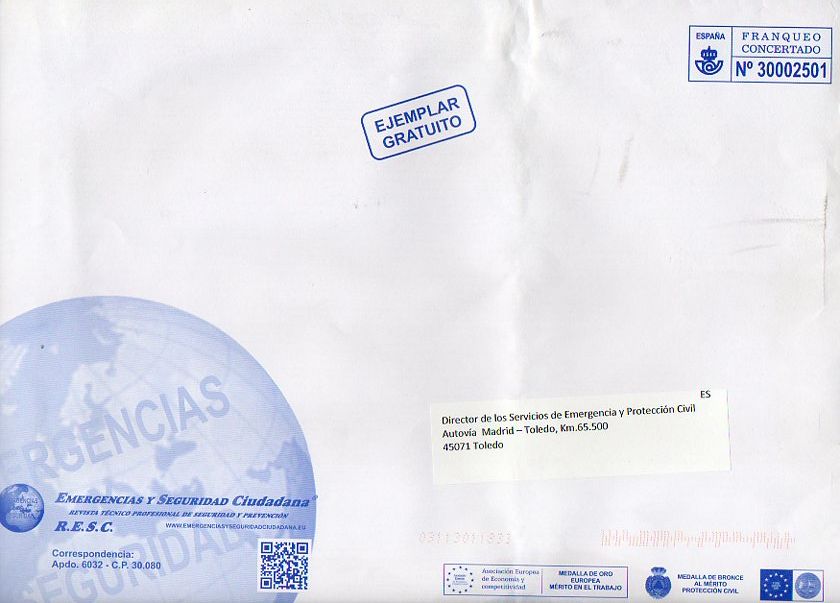 ESPAÑA
FRANQUEO
CONCERTADO
Nº 30002501
EJEMPLAR
GRATUITO
ES
Director de los Servicios de Emergencia y Protección Civil
Autovía Madrid – Toledo, Km.65.500
45071 Toledo
ERGENCIAS
SEGURIDAD
EMERGENCIAS Y SEGURIDAD Ciudadana®
REVISTA TÉCNICO PROFESIONAL DE SEGURIDAD Y PREVENCIÓN
R.E.S.C.
WWW.EMERGENCIASYSEGURIDADCIUDADANA.EU
Correspondencia:
Apdo. 6032 - C.P. 30.080
Asociación Europea
de Economía y
competitividad
MEDALLA DE ORO
EUROPEA
MÉRITO EN EL TRABAJO
MEDALLA DE BRONCE
AL MÉRITO
PROTECCIÓN CIVIL